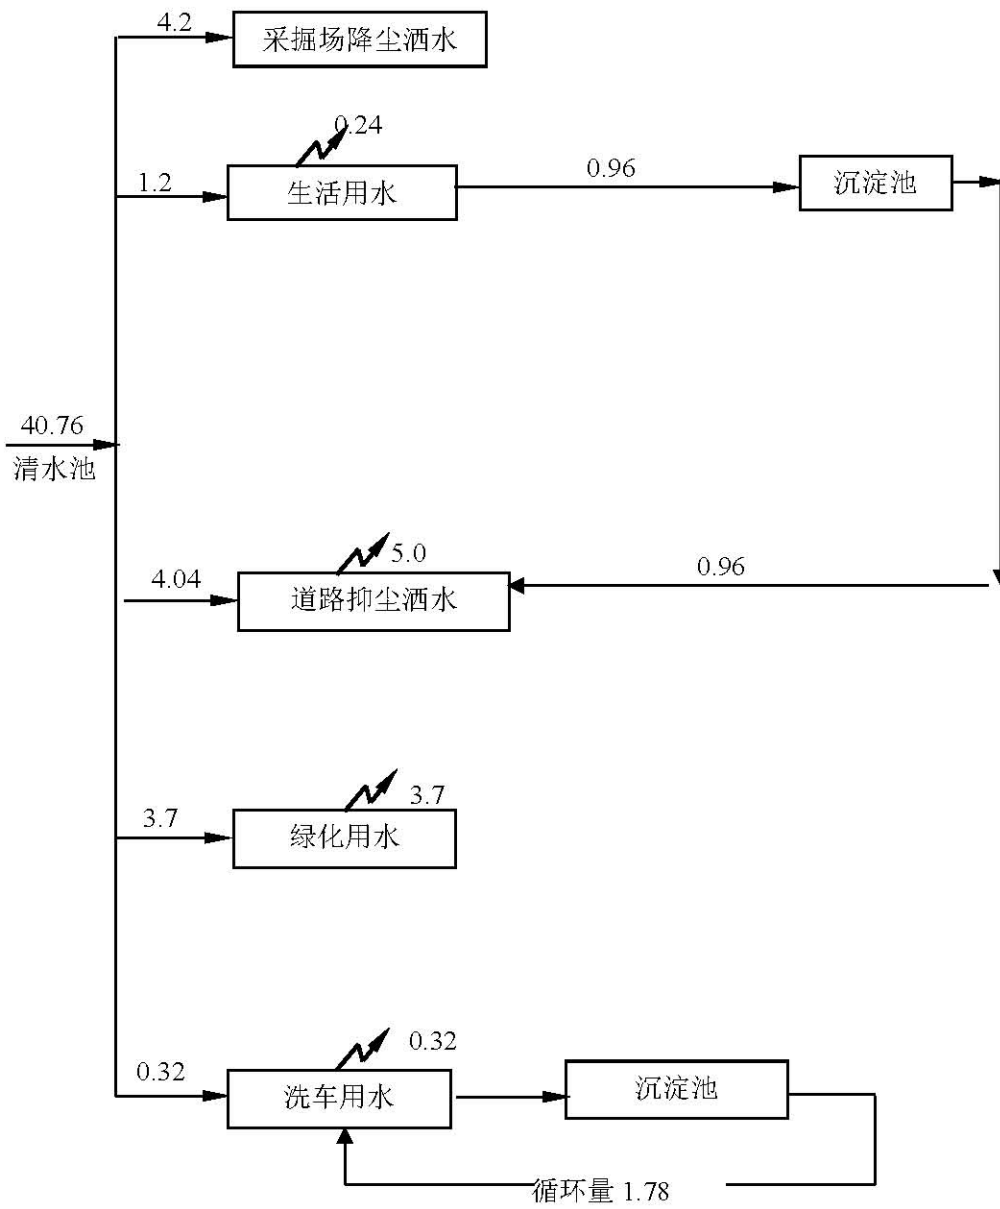 4.2
采掘场降尘洒水
0.24
1.2
生活用水
0.96
沉淀池
40.76
清水池
5.0
4.04
道路抑尘洒水
0.96
3.7
3.7
绿化用水
0.32
0.32
洗车用水
沉淀池
循环量 1.78